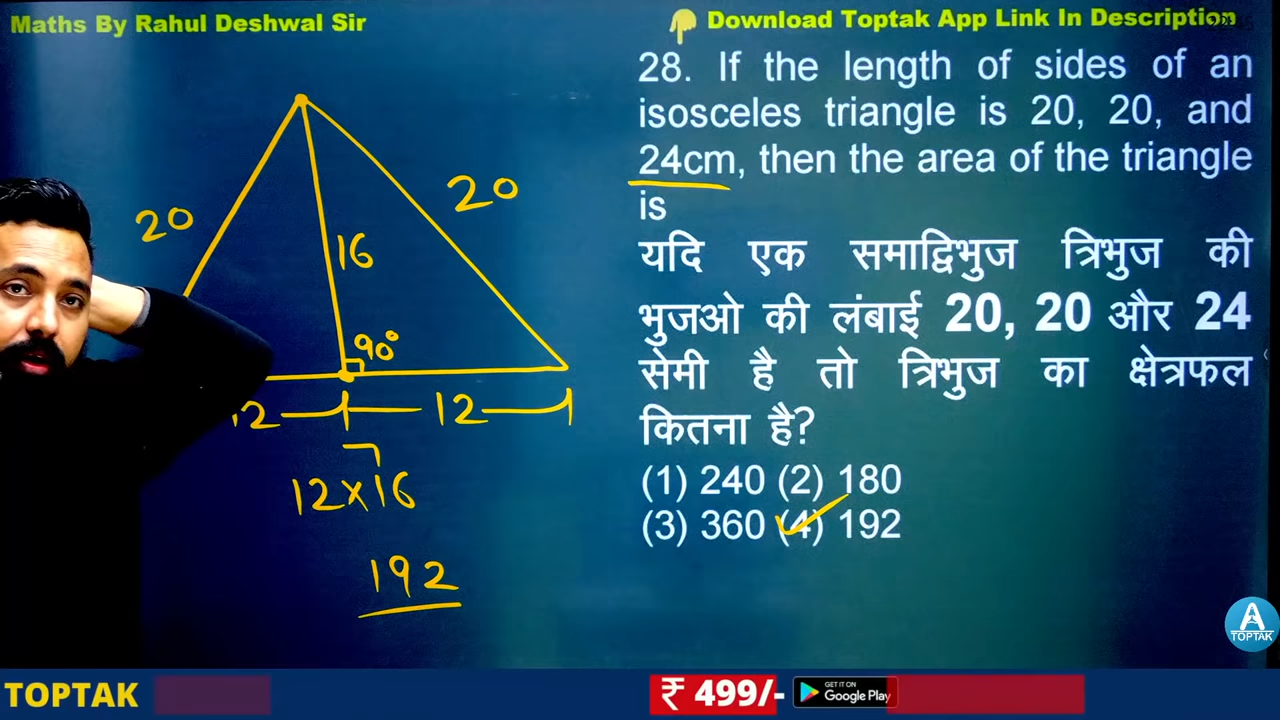 Maths By Rahul Deshwal Sir
Download Toptak App Link In Description
28. If the length of sides of an
isosceles triangle is 20, 20, and
24cm, then the area of the triangle
is
यदि एक समाद्विभुज त्रिभुज की
भुजओ की लंबाई 20, 20 और 24
सेमी है तो त्रिभुज का क्षेत्रफल
कितना है?
(1) 240 (2) 180
(3) 360 (4) 192
20
20
16
90°
12
12
12×16
192
A
TOPTAK
TOPTAK
₹ 499/-
GET IT ON
Google Play